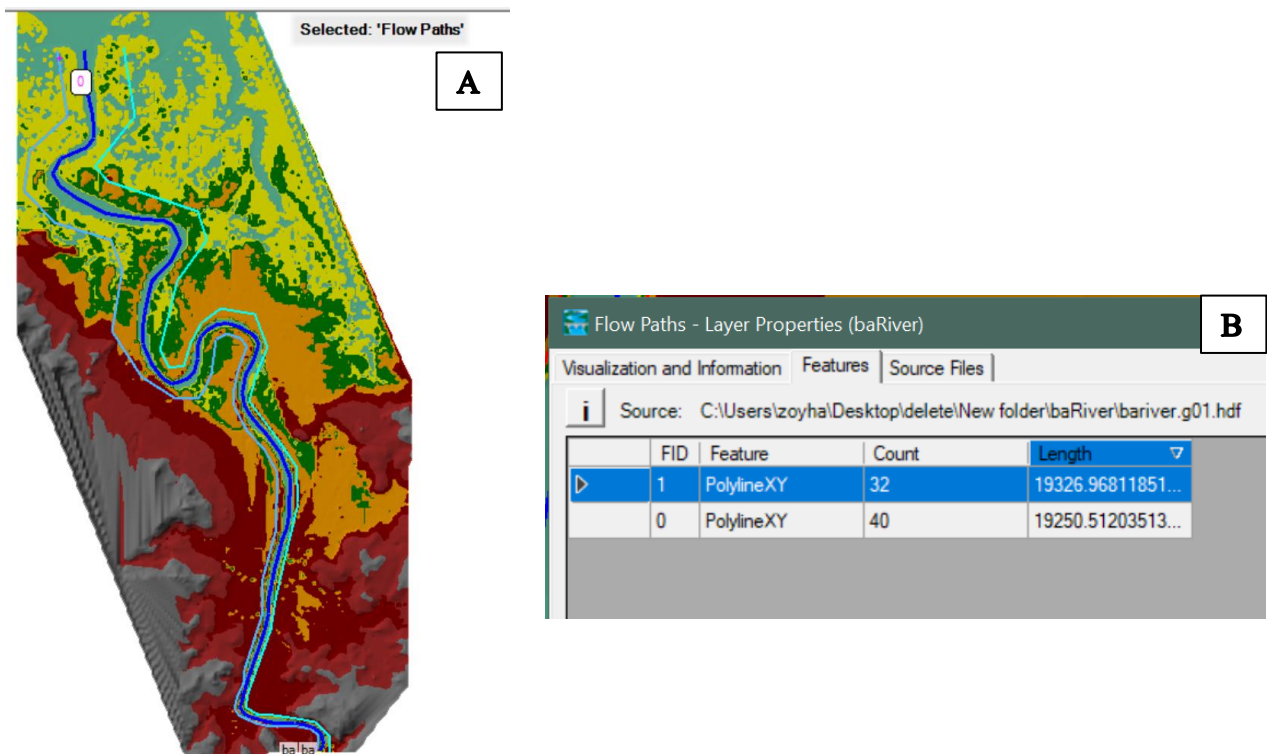 Selected: 'Flow Paths'
A
0
ba ba
B
Flow Paths - Layer Properties (baRiver)
Visualization and Information Features Source Files
i Source: C:\Users\zoyha\Desktop\delete\New folder\baRiver\bariver.g01.hdf
FID Feature Count Length
1 PolylineXY 32 19326.96811851...
0 PolylineXY 40 19250.51203513...